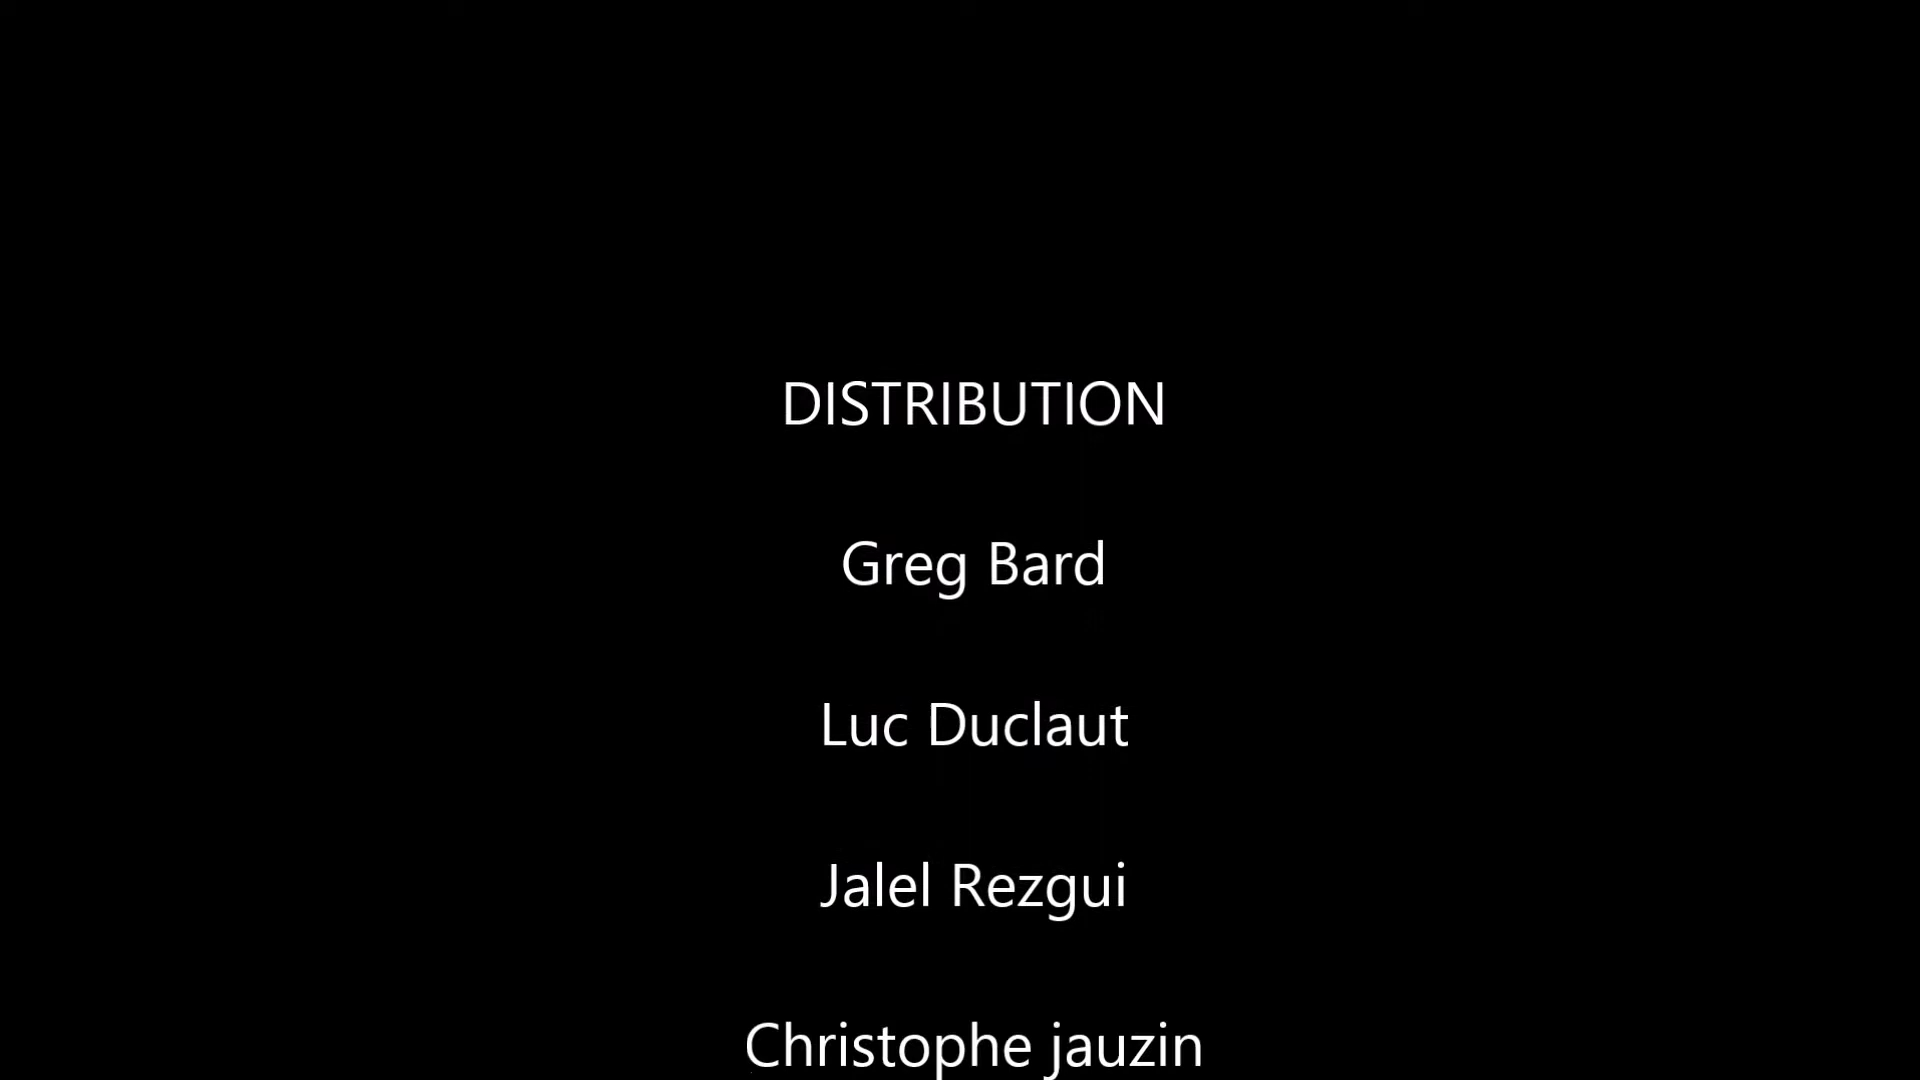 DISTRIBUTION
Greg Bard
Luc Duclaut
Jalel Rezgui
Christophe jauzin